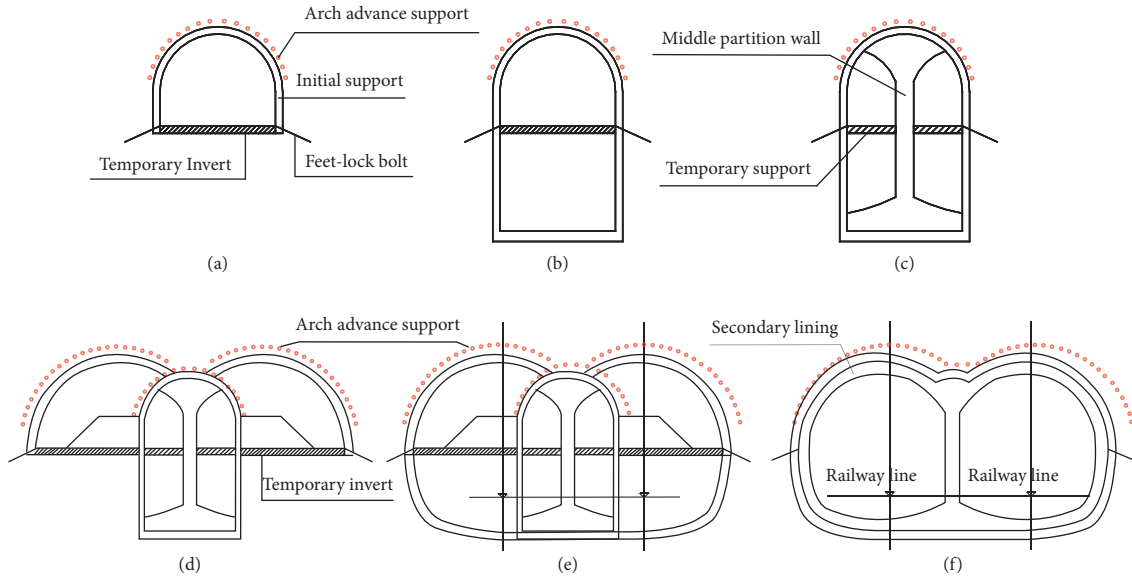 Arch advance support
Initial support
Temporary Invert
Feet-lock bolt
Middle partition wall
Temporary support
(a)
(b)
(c)
Arch advance support
Secondary lining
Temporary invert
Railway line
Railway line
(d)
(e)
(f)